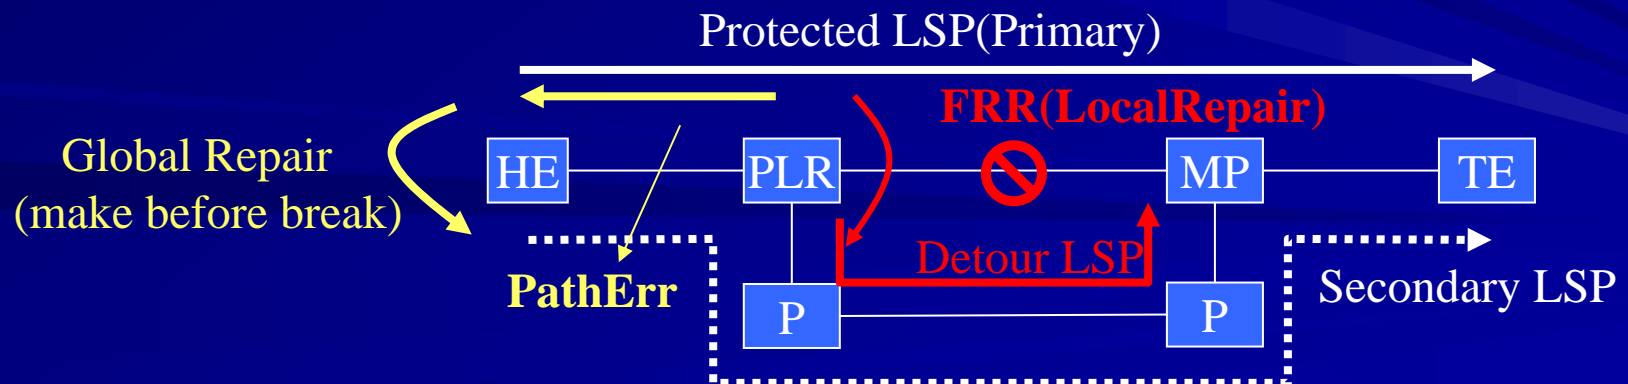 Protected LSP(Primary)
FRR(LocalRepair)
Global Repair
(make before break)
HE
PLR
MP
TE
Detour LSP
PathErr
Secondary LSP
P
P